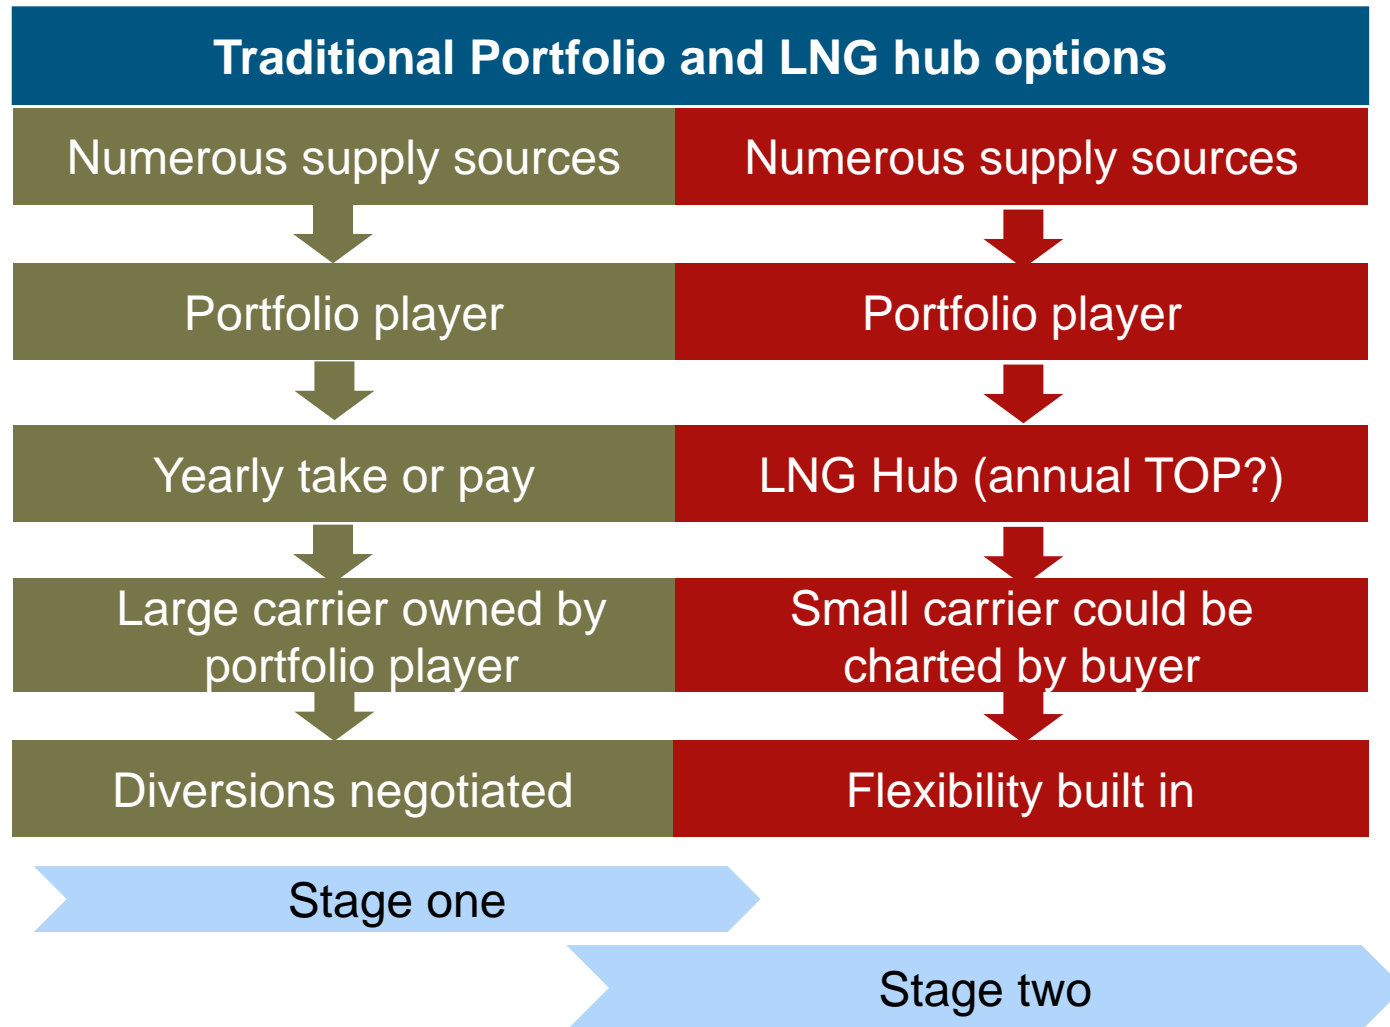 Traditional Portfolio and LNG hub options
Numerous supply sources
Numerous supply sources
Portfolio player
Portfolio player
Yearly take or pay
LNG Hub (annual TOP?)
Large carrier owned by
portfolio player
Small carrier could be
charted by buyer
Diversions negotiated
Flexibility built in
Stage one
Stage two